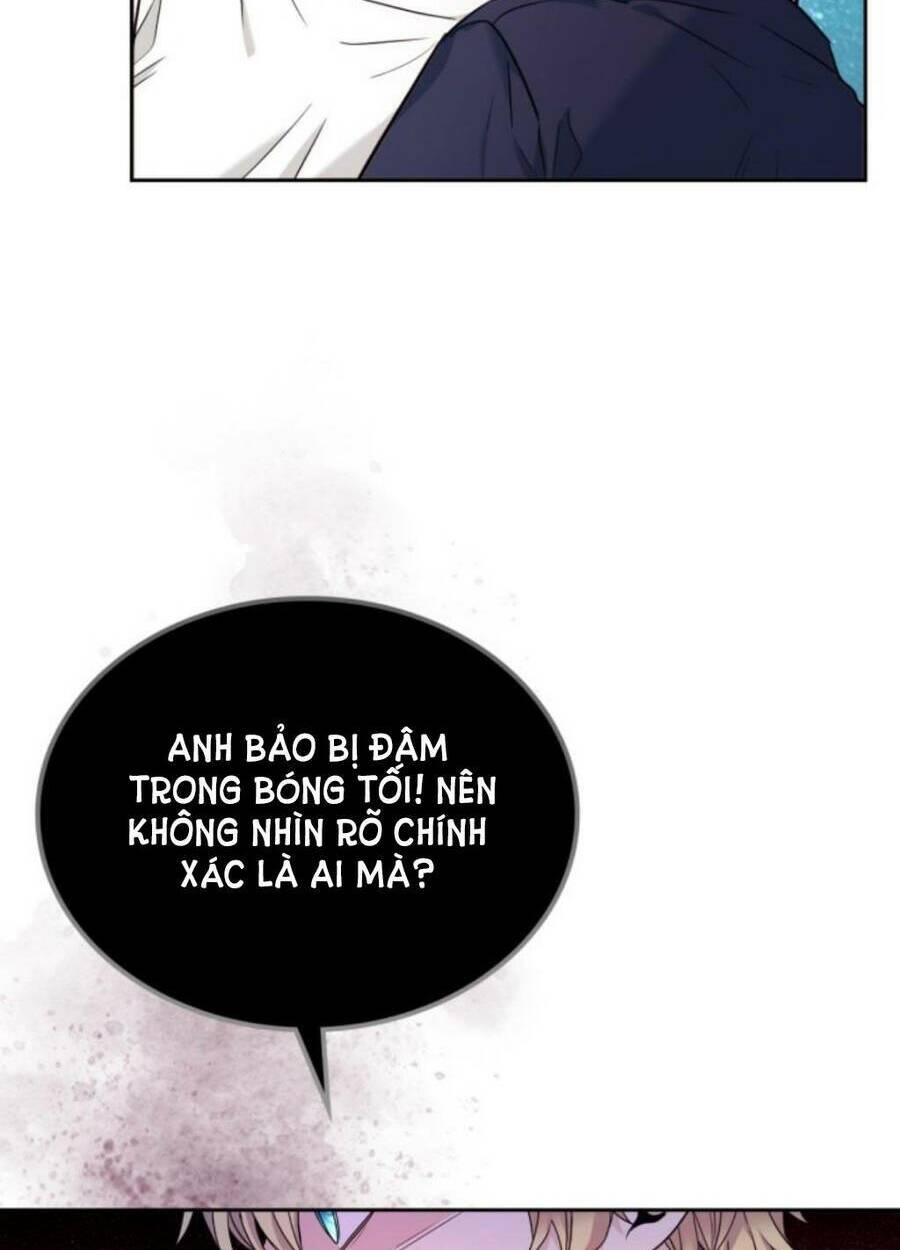 ANH BẢO BỊ ĐÂM
TRONG BÓNG TỐI! NÊN
KHÔNG NHÌN RÕ CHÍNH
XÁC LÀ AI MÀ?